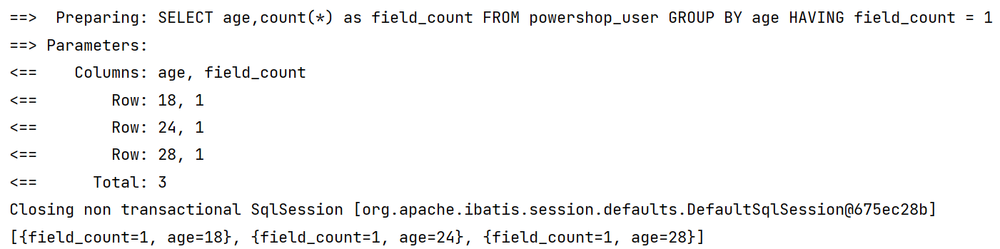 ==>  Preparing: SELECT age,count(*) as field_count FROM powershop_user GROUP BY age HAVING field_count = 1
==> Parameters:
<==    Columns: age, field_count
<==        Row: 18, 1
<==        Row: 24, 1
<==        Row: 28, 1
<==      Total: 3
Closing non transactional SqlSession [org.apache.ibatis.session.defaults.DefaultSqlSession@675ec28b]
[{field_count=1, age=18}, {field_count=1, age=24}, {field_count=1, age=28}]